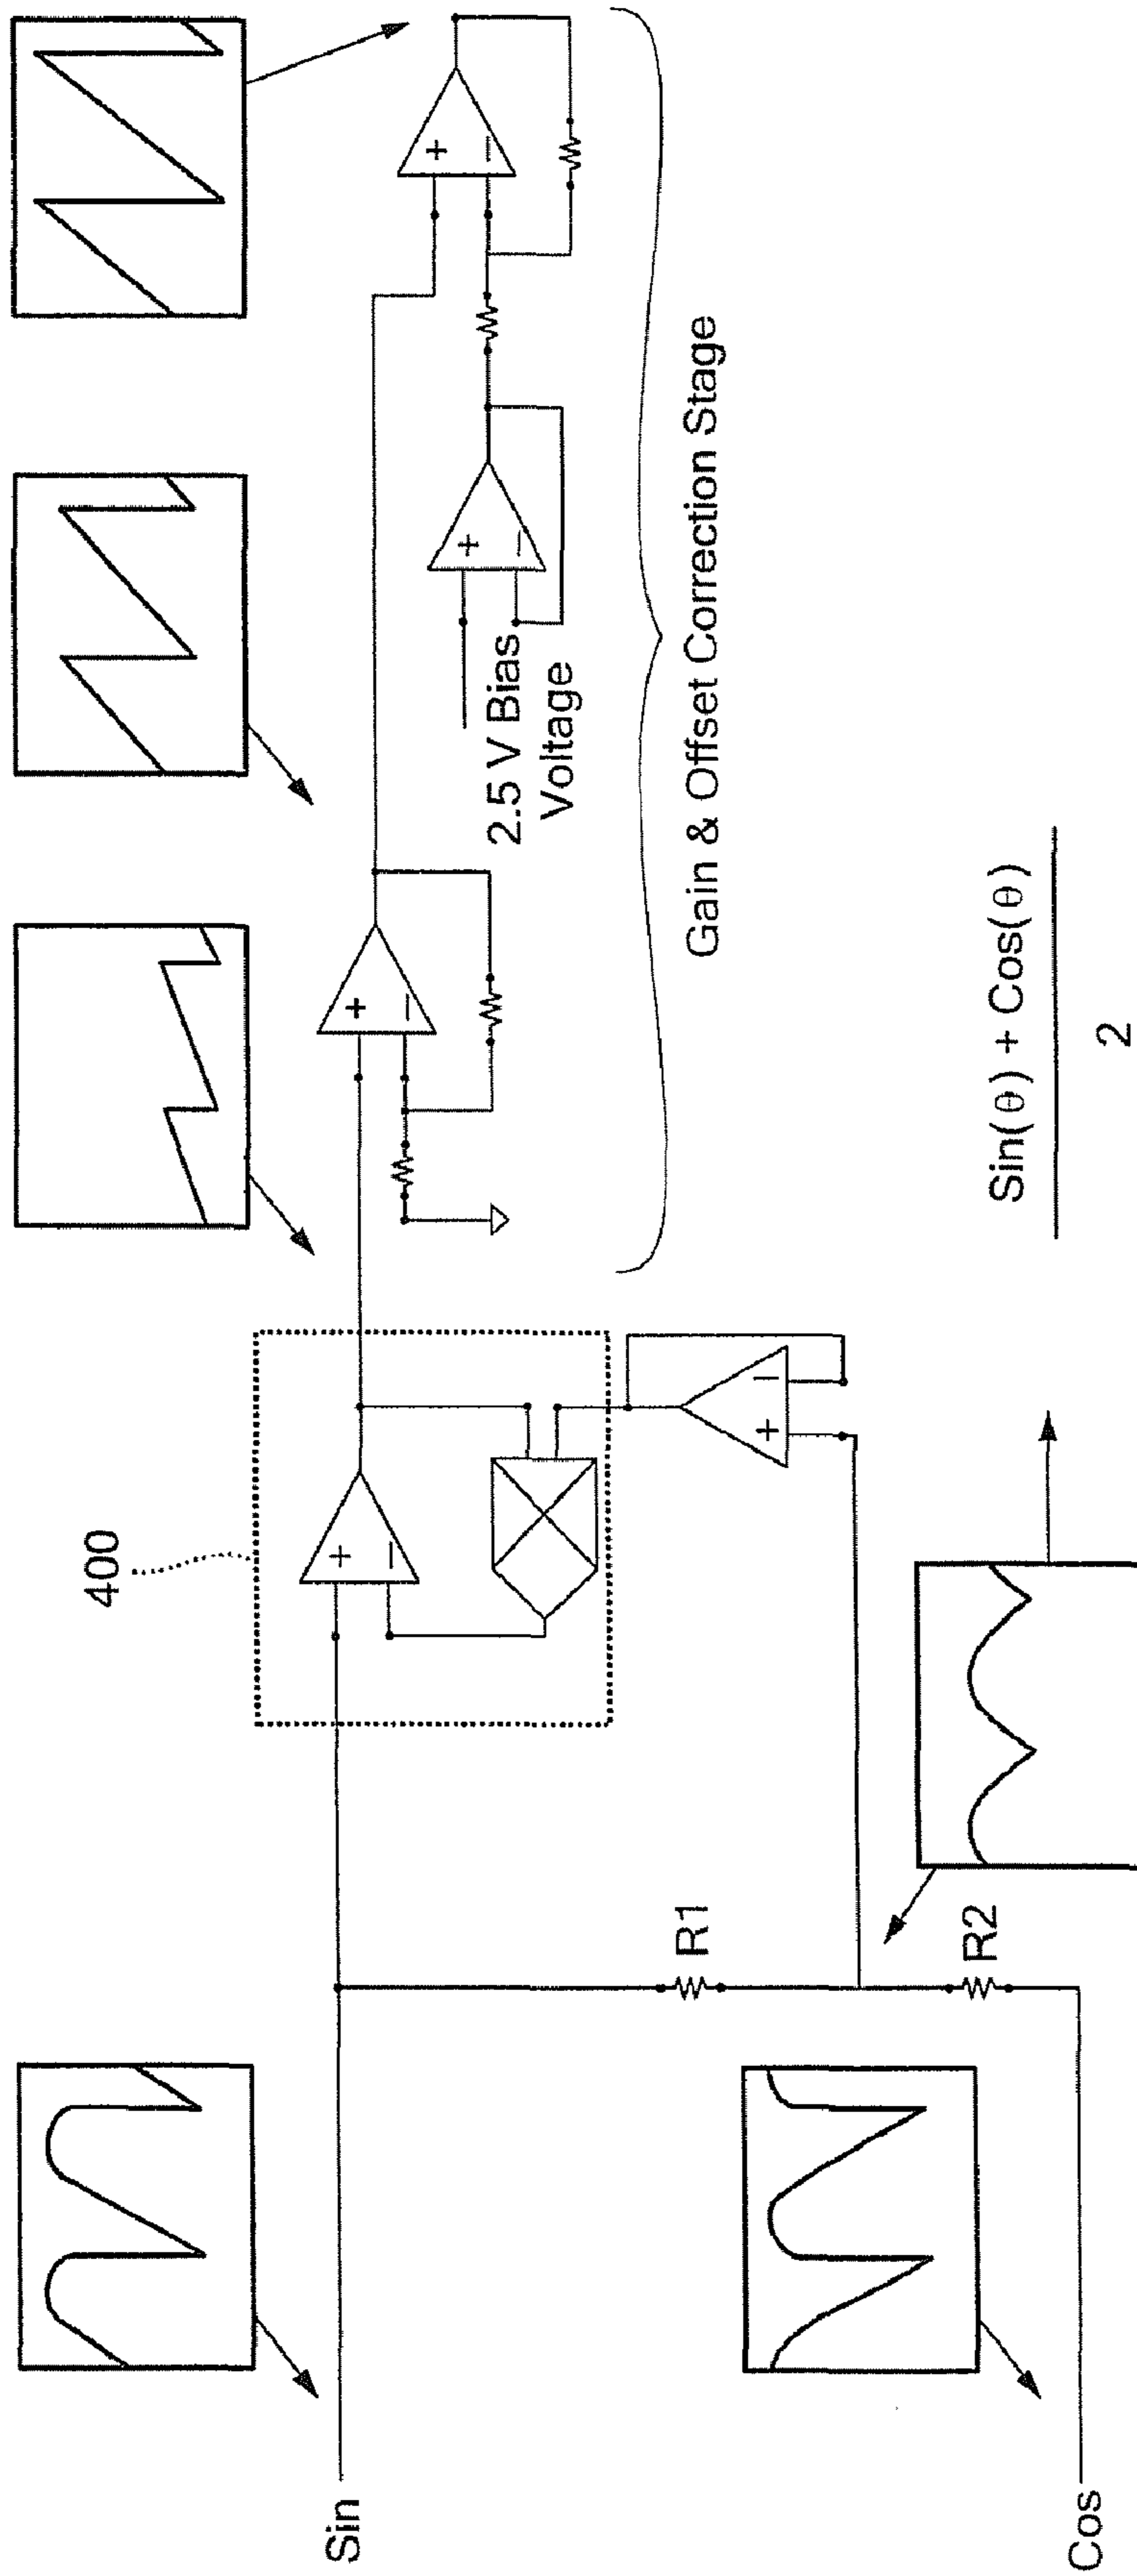 Sin
Cos
R1
R2
400
+
−
+
−
+
−
+
−
+
−
2.5 V Bias
Voltage
Gain & Offset Correction Stage
Sin(θ) + Cos(θ)
2